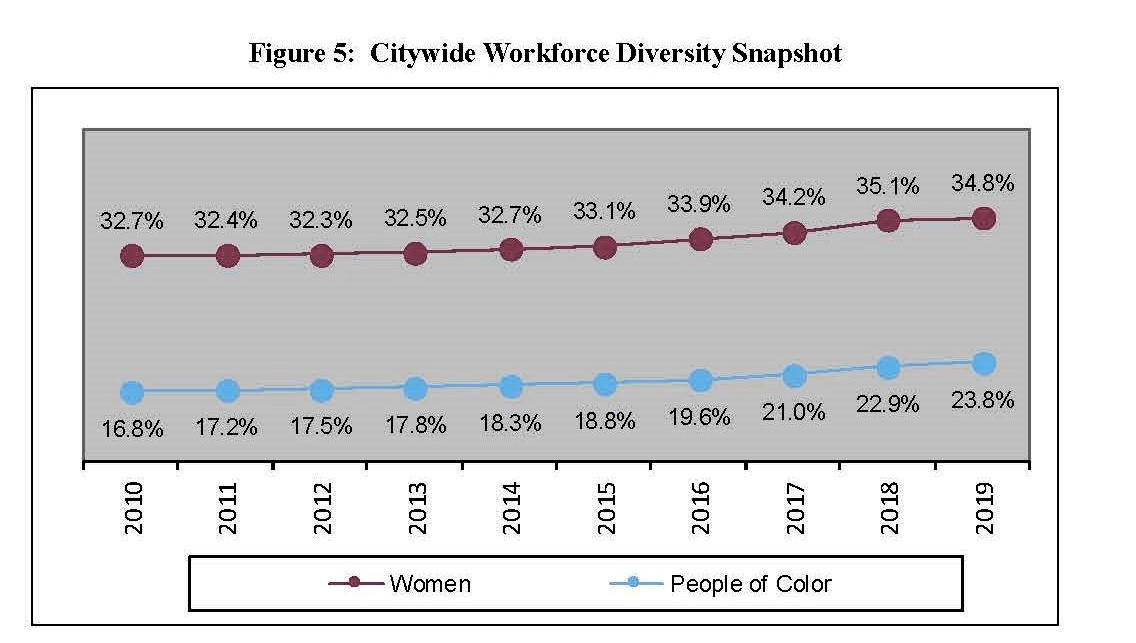 Figure 5: Citywide Workforce Diversity Snapshot
32.7% 32.4% 32.3% 32.5% 32.7% 33.1% 33.9% 34.2% 35.1% 34.8%
16.8% 17.2% 17.5% 17.8% 18.3% 18.8% 19.6% 21.0% 22.9% 23.8%
2010 2011 2012 2013 2014 2015 2016 2017 2018 2019
Women People of Color